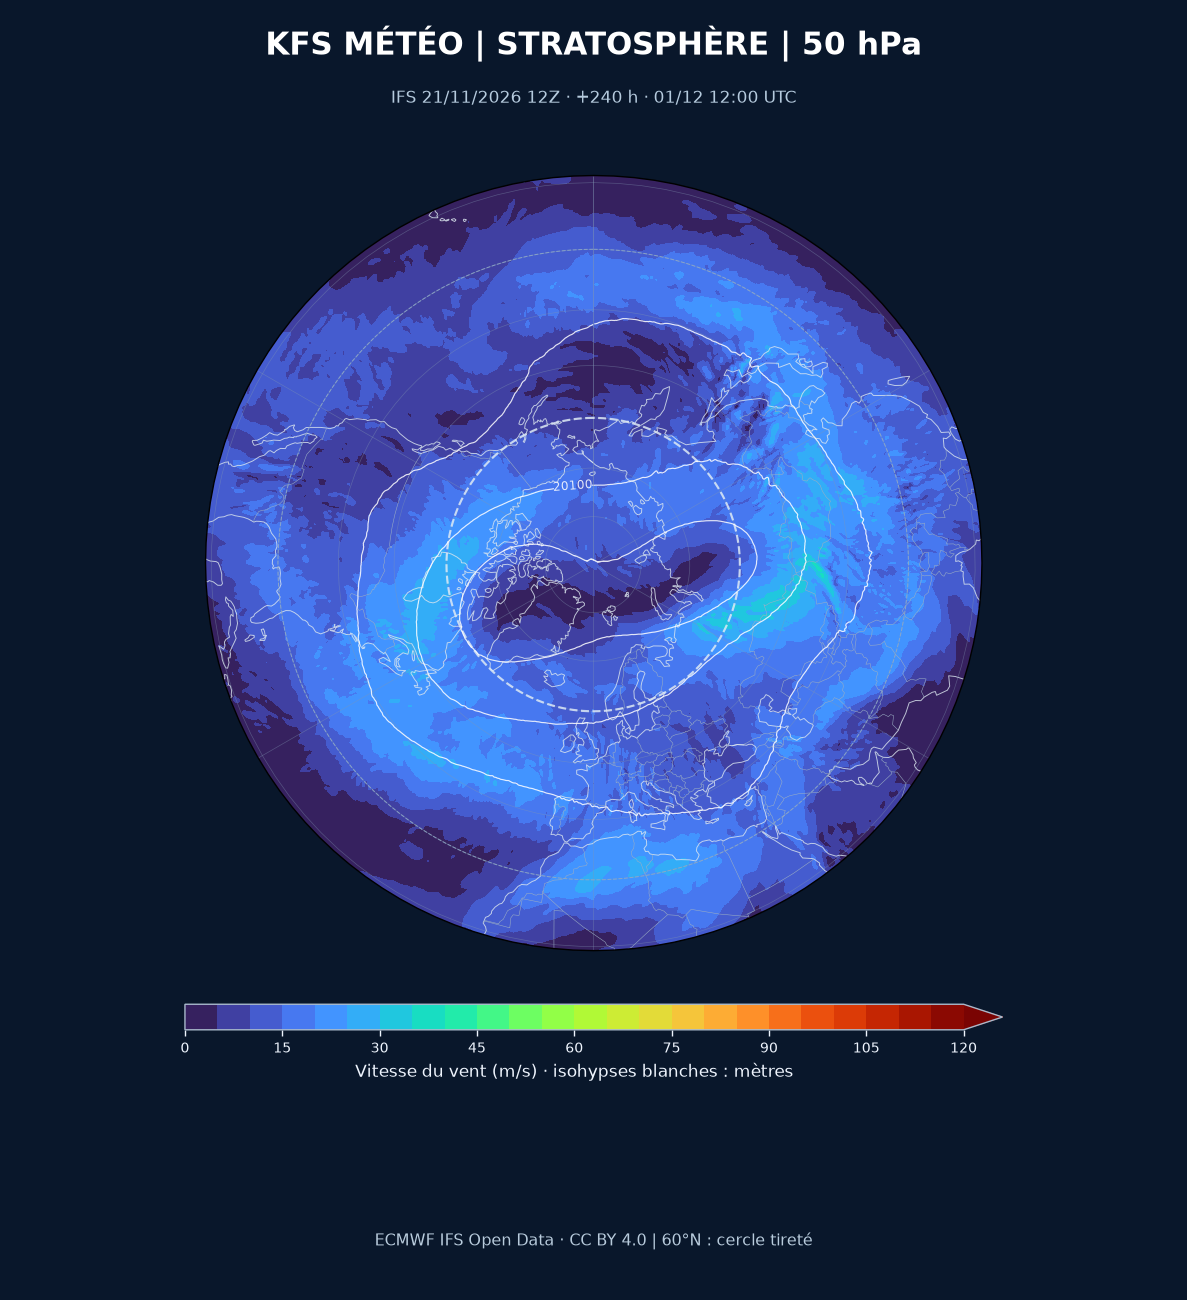 KFS MÉTÉO | STRATOSPHÈRE | 50 hPa
IFS 21/11/2026 12Z · +240 h · 01/12 12:00 UTC
20100
0 15 30 45 60 75 90 105 120
Vitesse du vent (m/s) · isohypses blanches : mètres
ECMWF IFS Open Data · CC BY 4.0 | 60°N : cercle tireté